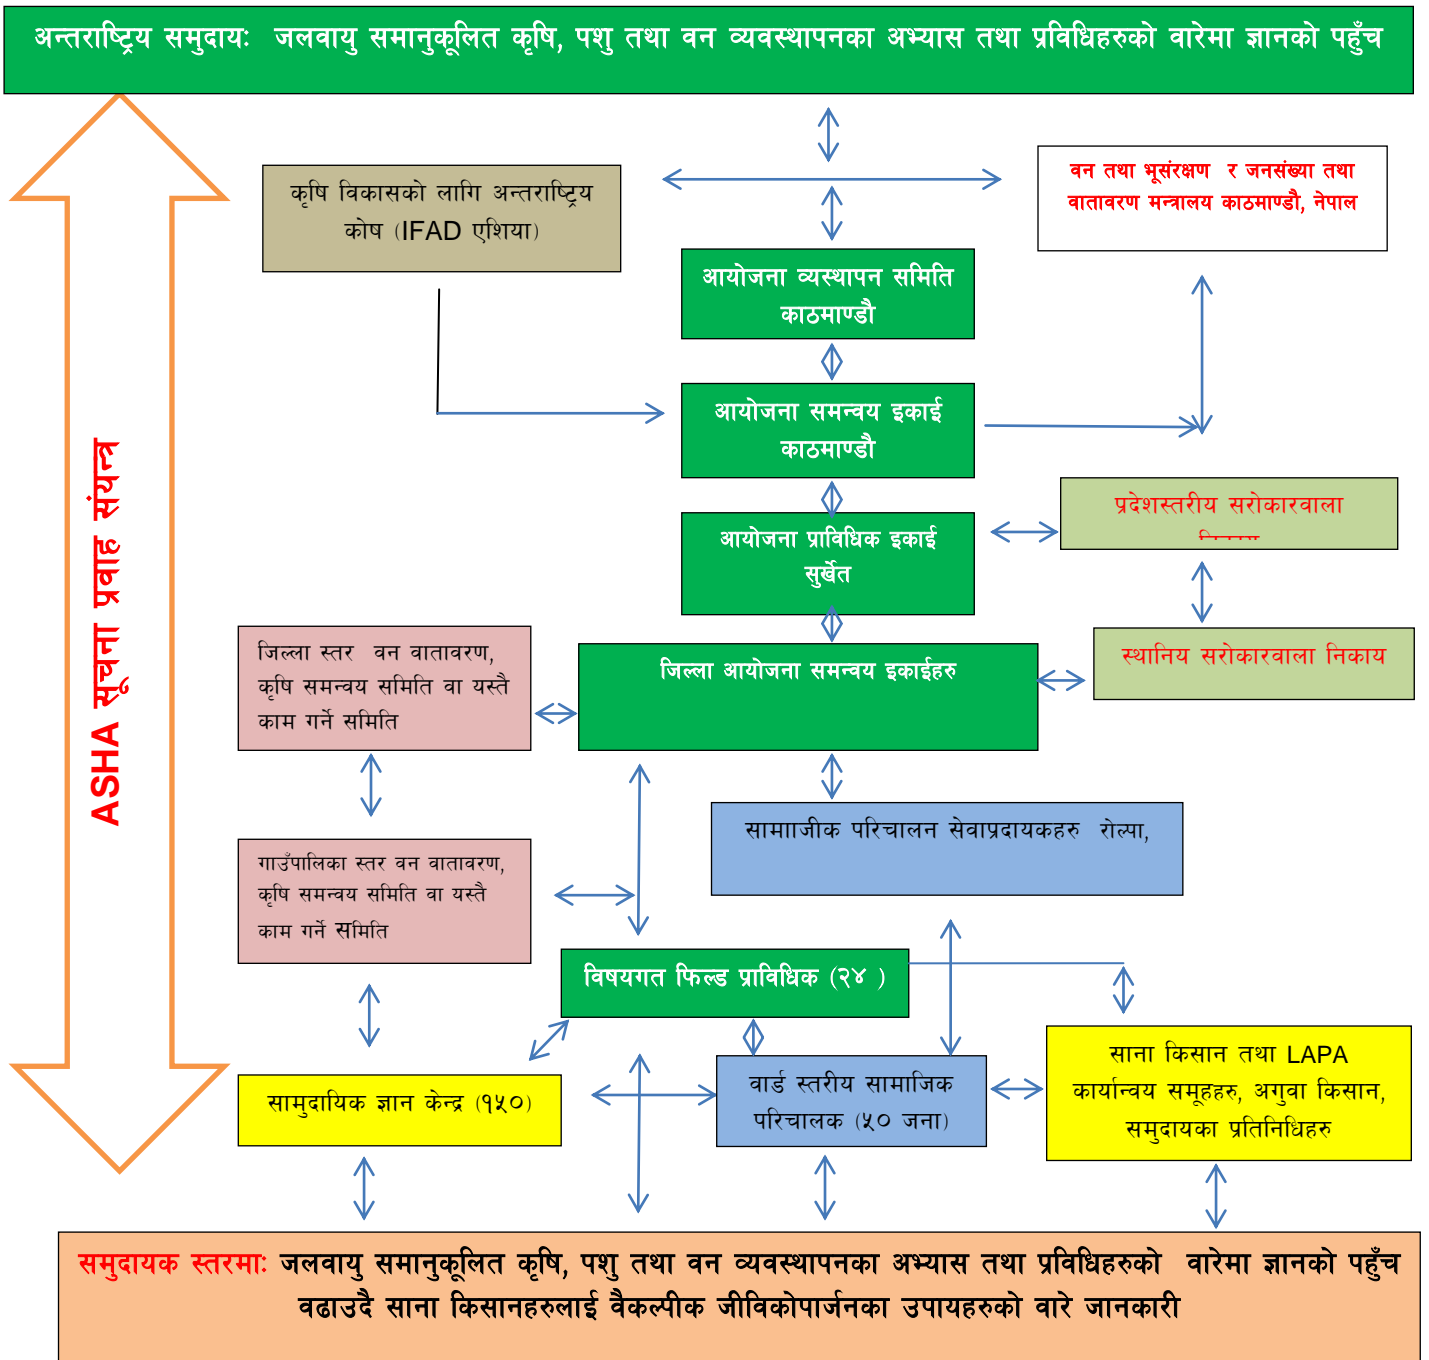 अन्तराष्ट्रिय समुदायः जलवायु समानुकूलित कृषि, पशु तथा वन व्यवस्थापनका अभ्यास तथा प्रविधिहरुको वारेमा ज्ञानको पहुँच
कृषि विकासको लागि अन्तराष्ट्रिय
कोष (IFAD एशिया)
वन तथा भूसंरक्षण र जनसंख्या तथा
वातावरण मन्त्रालय काठमाण्डौ, नेपाल
आयोजना व्यस्थापन समिति
काठमाण्डौ
आयोजना समन्वय इकाई
काठमाण्डौ
ASHA सूचना प्रवाह संयन्त्र
प्रदेशस्तरीय सरोकारवाला
आयोजना प्राविधिक इकाई
सुर्खेत
जिल्ला स्तर वन वातावरण,
कृषि समन्वय समिति वा यस्तै
काम गर्ने समिति
जिल्ला आयोजना समन्वय इकाईहरु
स्थानिय सरोकारवाला निकाय
सामााजीक परिचालन सेवाप्रदायकहरु रोल्पा,
गाउँपालिका स्तर वन वातावरण,
कृषि समन्वय समिति वा यस्तै
काम गर्ने समिति
विषयगत फिल्ड प्राविधिक (२४ )
सामुदायिक ज्ञान केन्द्र (१५०)
वार्ड स्तरीय सामाजिक
परिचालक (५० जना)
साना किसान तथा LAPA
कार्यान्वय समूहहरु, अगुवा किसान,
समुदायका प्रतिनिधिहरु
समुदायक स्तरमाः जलवायु समानुकूलित कृषि, पशु तथा वन व्यवस्थापनका अभ्यास तथा प्रविधिहरुको वारेमा ज्ञानको पहुँच
वढाउदै साना किसानहरुलाई वैकल्पीक जीविकोपार्जनका उपायहरुको वारे जानकारी